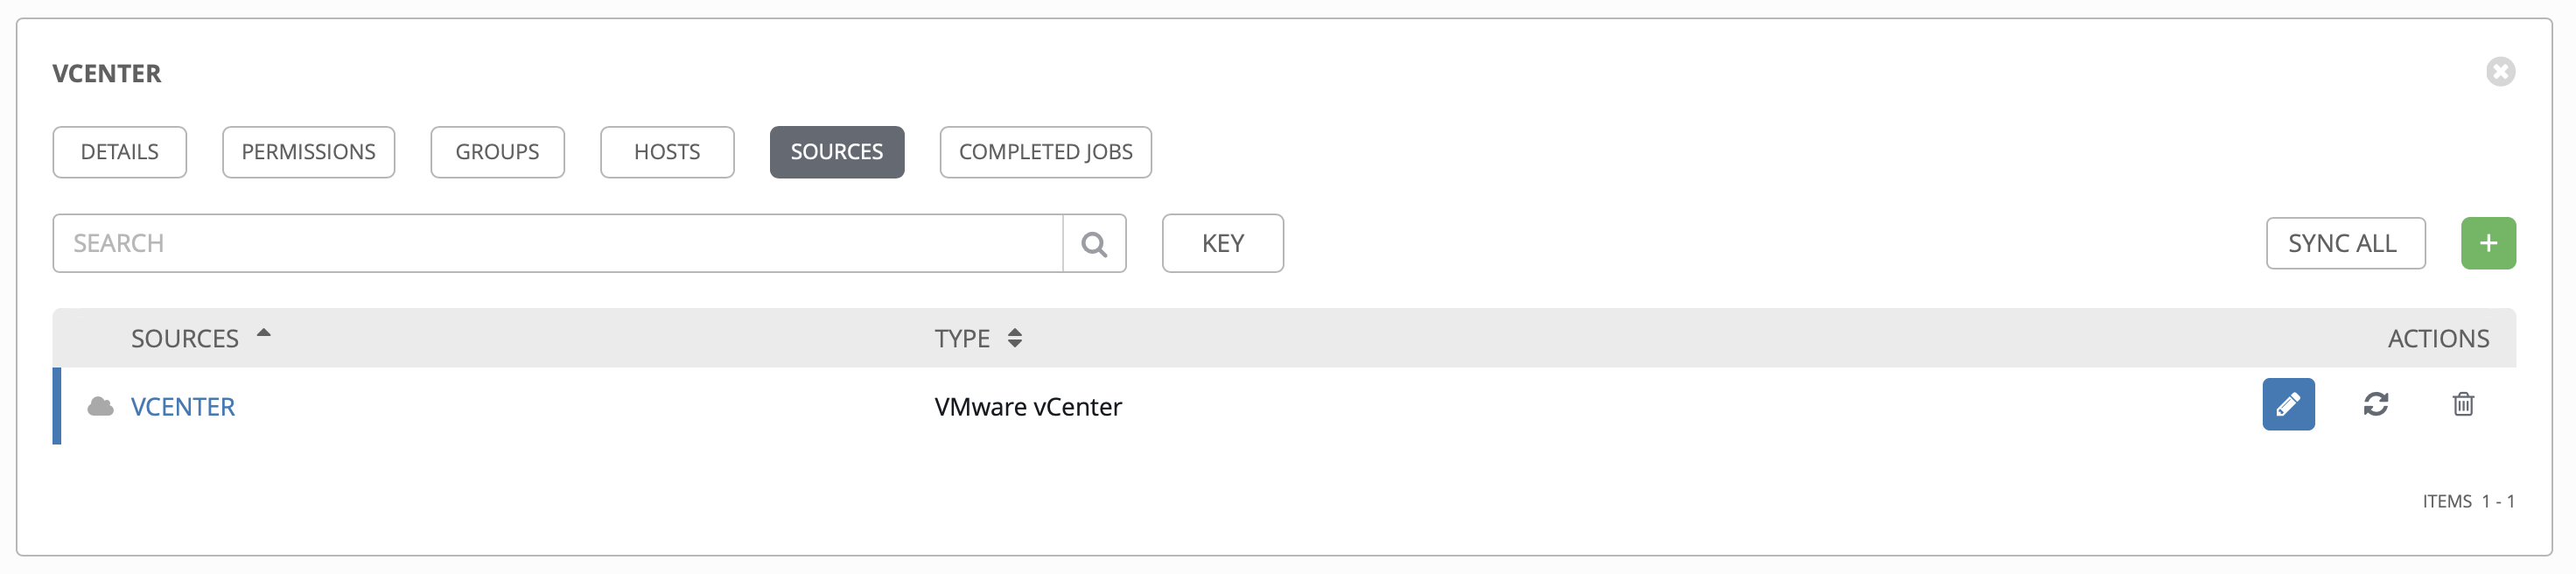 VCENTER
DETAILS PERMISSIONS GROUPS HOSTS SOURCES COMPLETED JOBS
SEARCH KEY SYNC ALL +
SOURCES TYPE ACTIONS
VCENTER VMware vCenter
ITEMS 1 - 1